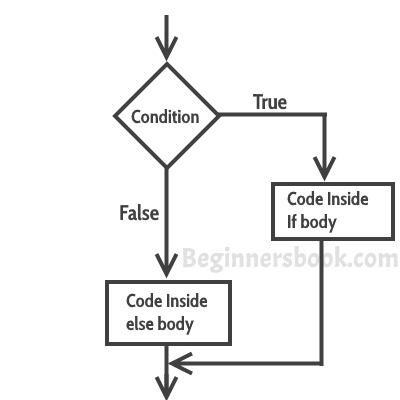 Condition
True
False
Code Inside
If body
Beginnersbook.com
Code Inside
else body